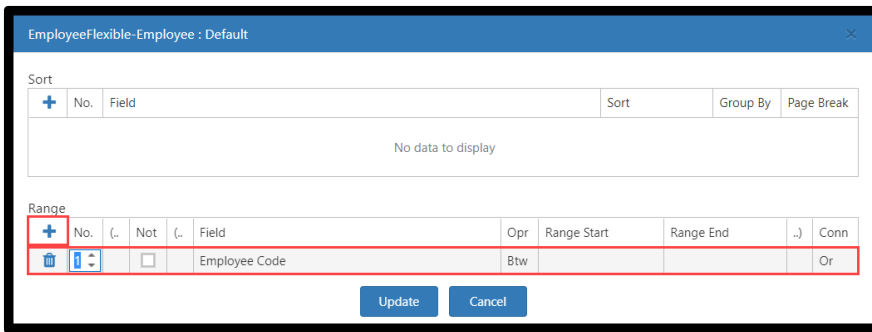 EmployeeFlexible-Employee : Default ×
Sort
+ No. Field Sort Group By Page Break
No data to display
Range
+ No. (.. Not (.. Field Opr Range Start Range End ..) Conn
1 Employee Code Btw Or
Update Cancel